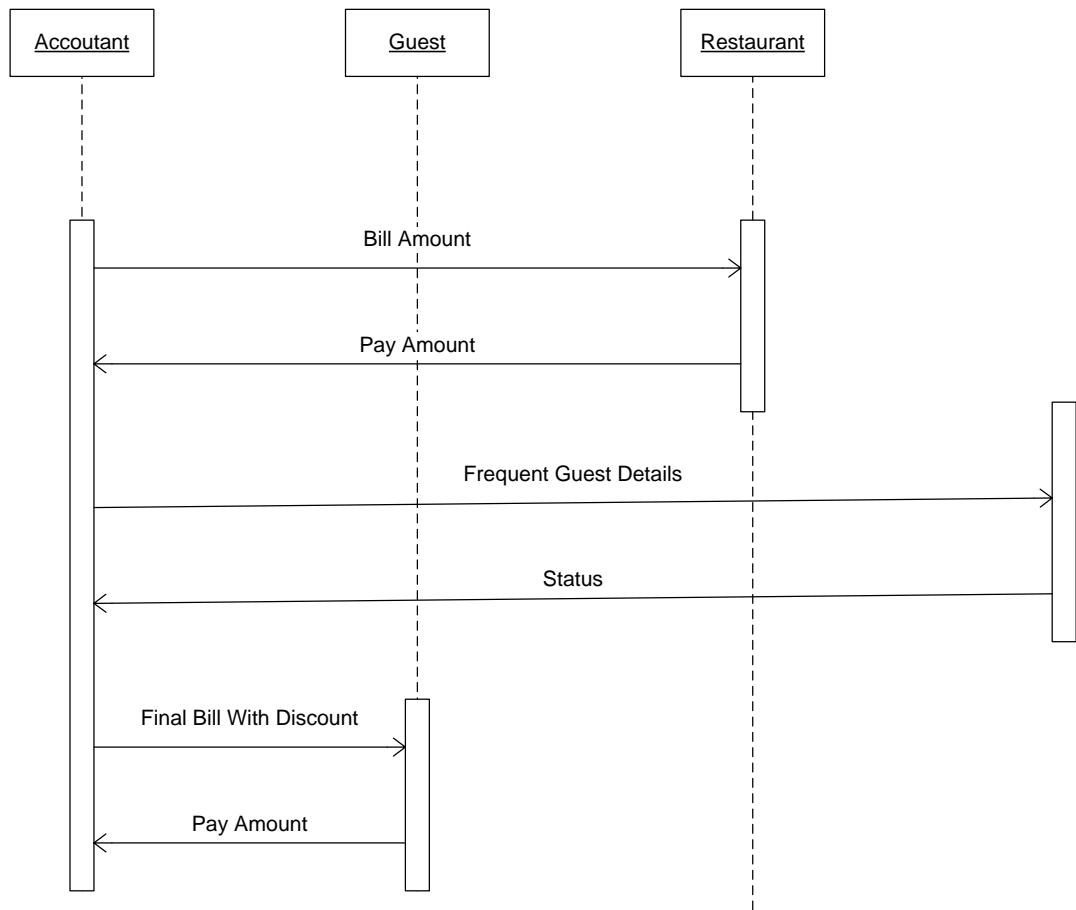 Accoutant
Guest
Restaurant
Bill Amount
Pay Amount
Frequent Guest Details
Status
Final Bill With Discount
Pay Amount